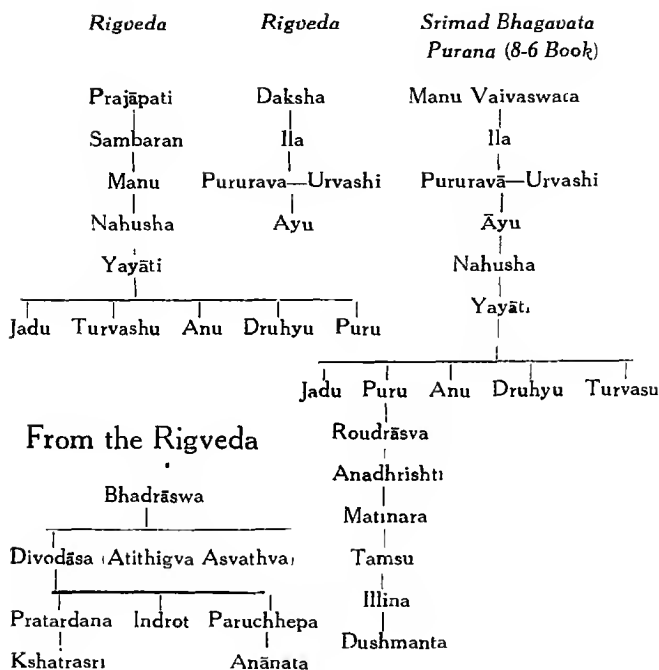 Rigveda Rigveda Srimad Bhagavata
Purana (8-6 Book)
Prajāpati Daksha Manu Vaivaswata
Sambaran Ila Ila
Manu Pururava—Urvashi Pururavā—Urvashi
Nahusha Ayu Āyu
Yayāti Nahusha
Yayāti
Jadu Turvashu Anu Druhyu Puru
Jadu Puru Anu Druhyu Turvasu
From the Rigveda
Bhadrāswa
Divodāsa (Atithigva Asvathva)
Pratardana Indrot Paruchhepa
Kshatrasri Anānata
Roudrāsva
Anadhrishti
Matinara
Tamsu
Illina
Dushmanta